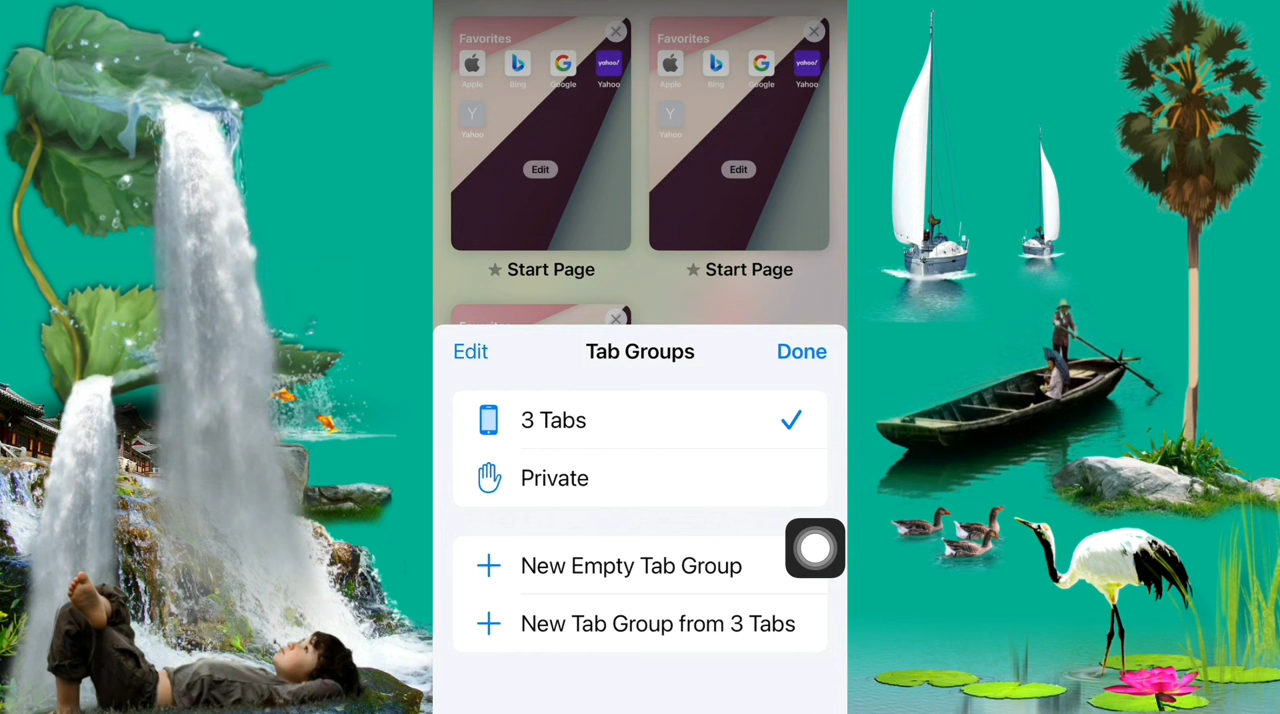 Favorites
Favorites
yahoo!
yahoo!
Apple
Bing
Google
Yahoo
Apple
Bing
Google
Yahoo
Y
Y
Yahoo
Yahoo
Edit
Edit
Start Page
Start Page
Edit
Tab Groups
Done
3 Tabs
Private
New Empty Tab Group
New Tab Group from 3 Tabs